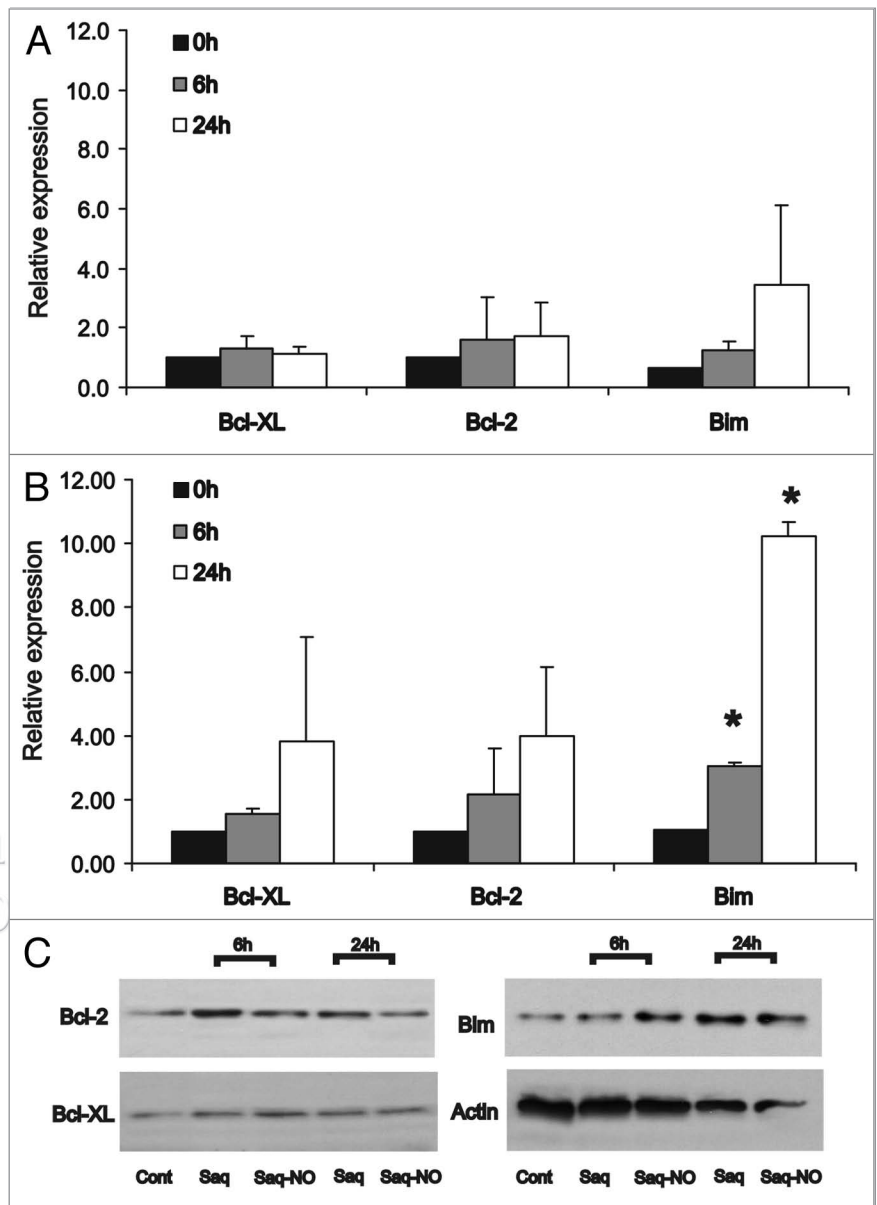 A
12.0
10.0
8.0
6.0
4.0
2.0
0.0
Relative expression
0h
6h
24h
Bcl-XL Bcl-2 Bim
B
12.00
10.00
8.00
6.00
4.00
2.00
0.00
Relative expression
0h
6h
24h
*
*
Bcl-XL Bcl-2 Bim
C
6h 24h
Bcl-2
Bcl-XL
Cont Saq Saq-NO Saq Saq-NO
6h 24h
Bim
Actin
Cont Saq Saq-NO Saq Saq-NO